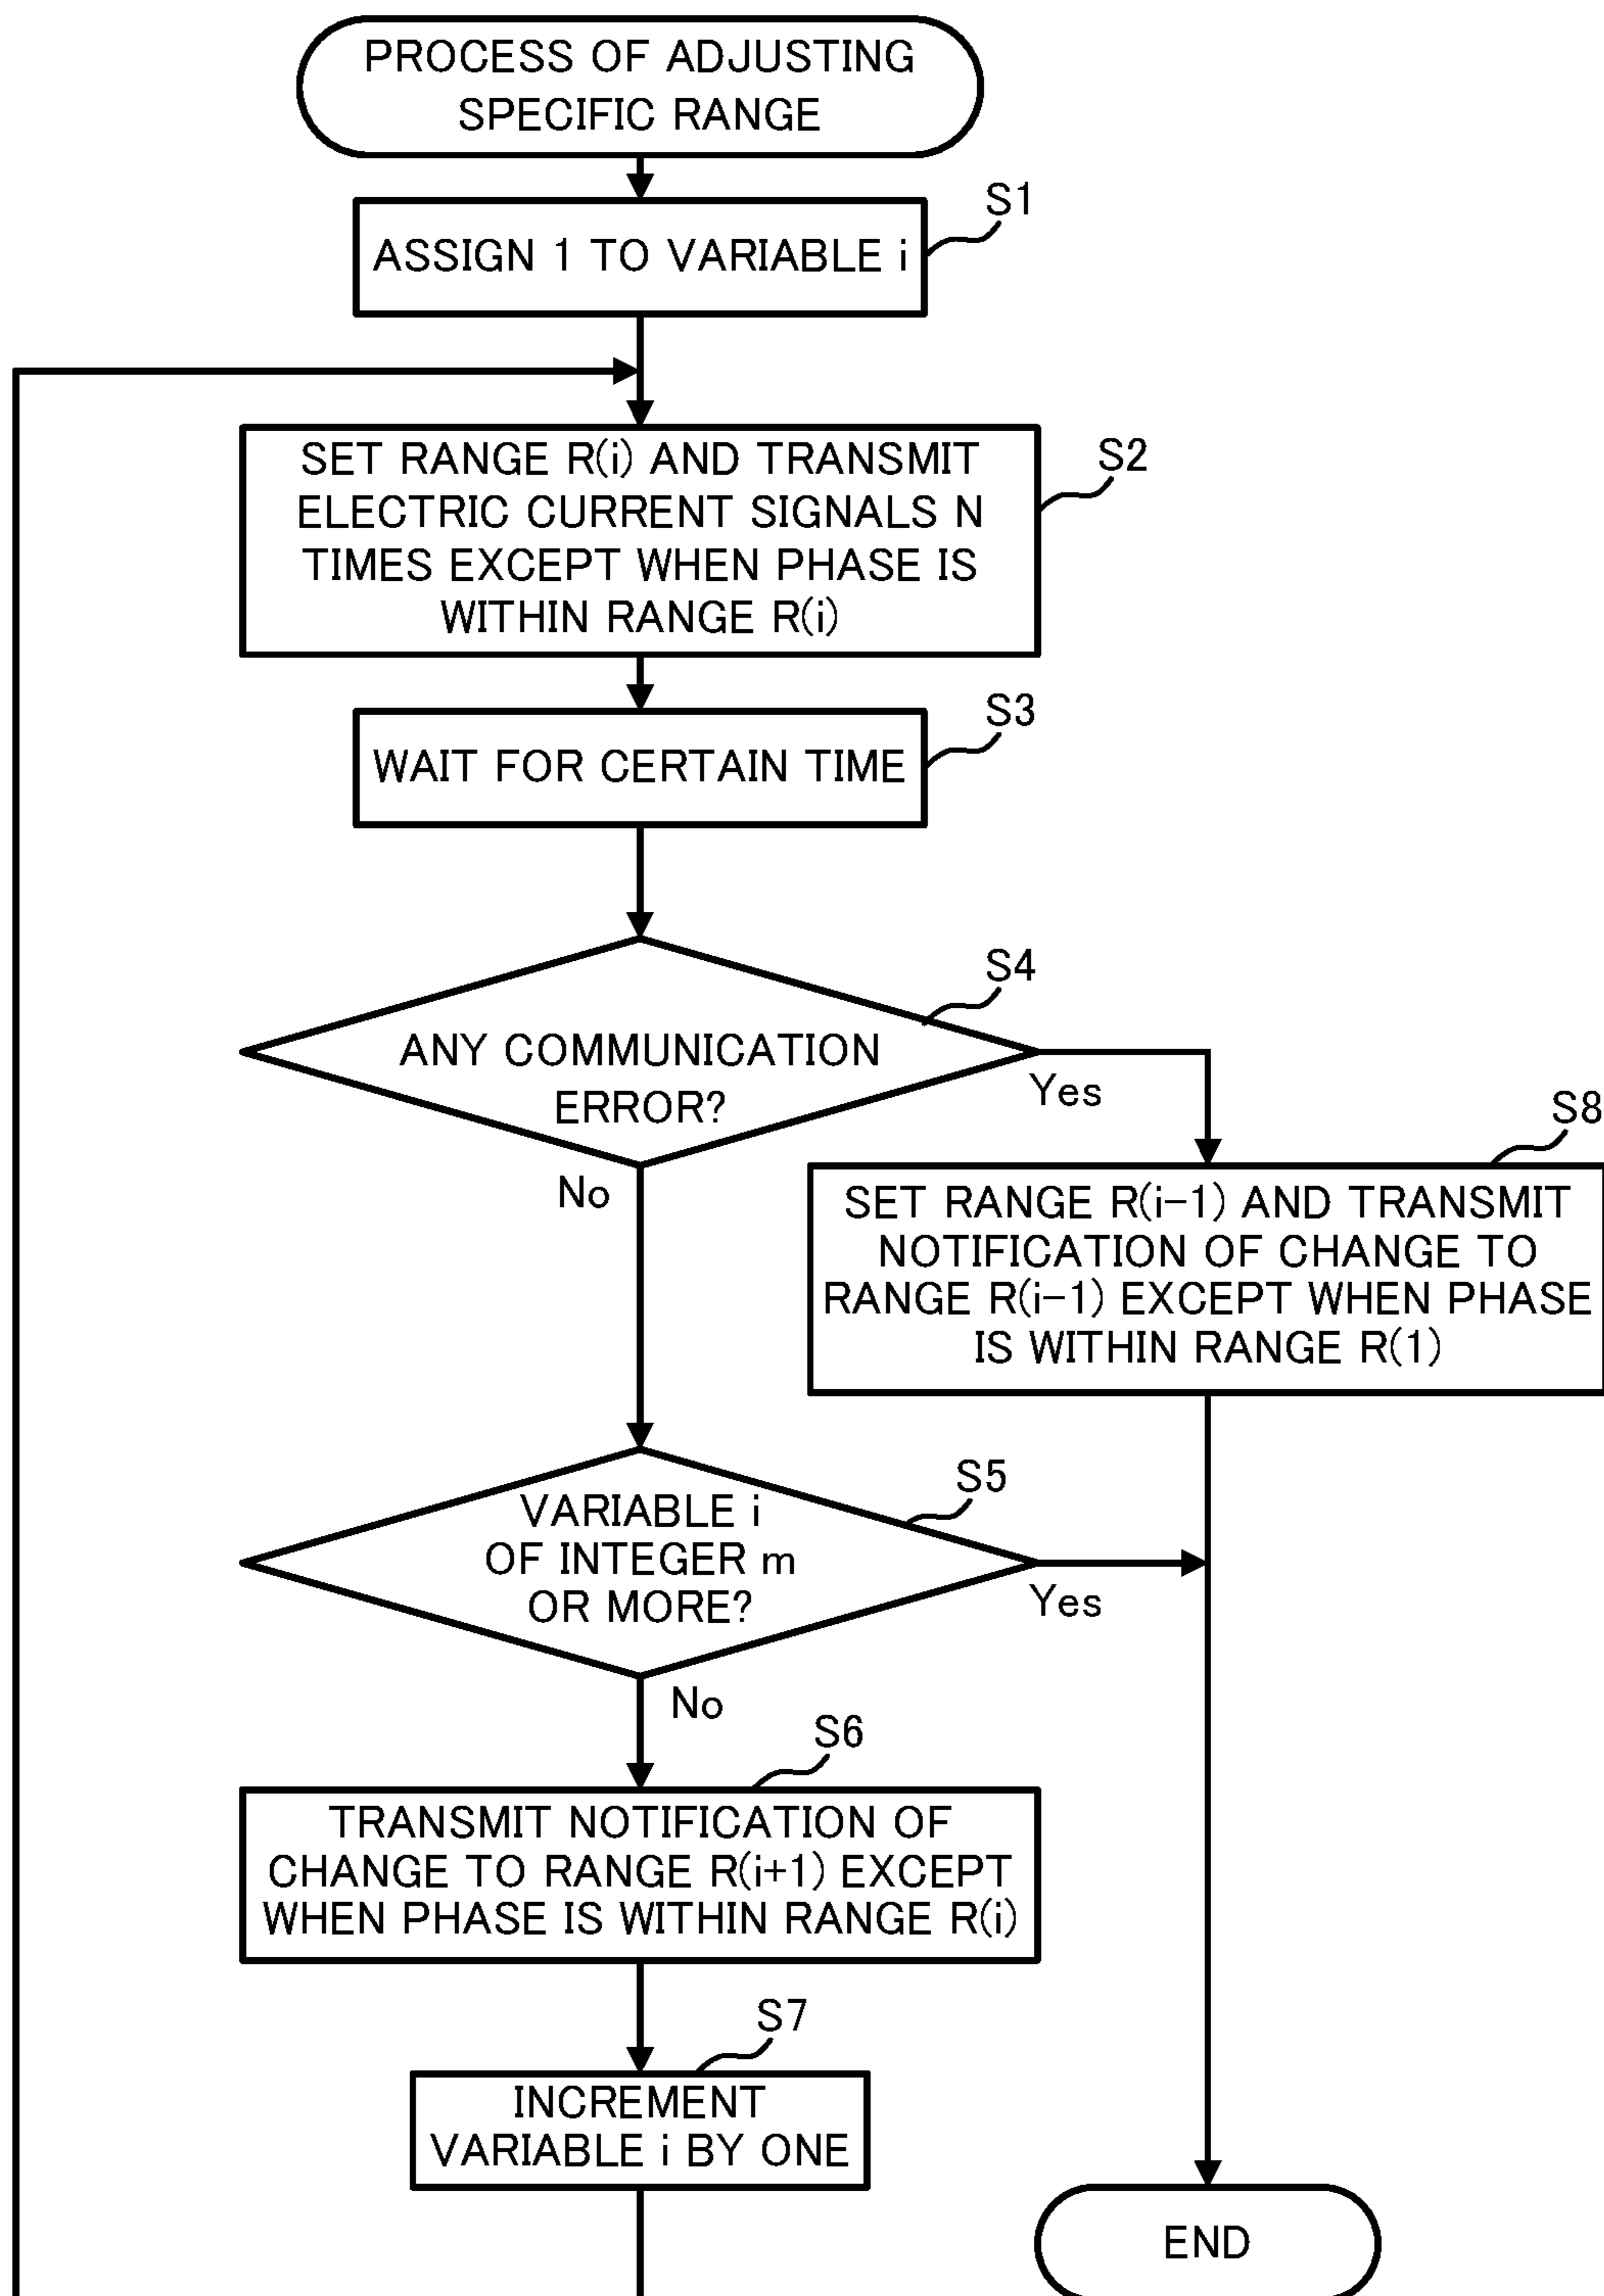 PROCESS OF ADJUSTING
SPECIFIC RANGE
S1
ASSIGN 1 TO VARIABLE i
S2
SET RANGE R(i) AND TRANSMIT
ELECTRIC CURRENT SIGNALS N
TIMES EXCEPT WHEN PHASE IS
WITHIN RANGE R(i)
S3
WAIT FOR CERTAIN TIME
S4
ANY COMMUNICATION
ERROR?
Yes
No
S8
SET RANGE R(i−1) AND TRANSMIT
NOTIFICATION OF CHANGE TO
RANGE R(i−1) EXCEPT WHEN PHASE
IS WITHIN RANGE R(1)
S5
VARIABLE i
OF INTEGER m
OR MORE?
Yes
No
S6
TRANSMIT NOTIFICATION OF
CHANGE TO RANGE R(i+1) EXCEPT
WHEN PHASE IS WITHIN RANGE R(i)
S7
INCREMENT
VARIABLE i BY ONE
END